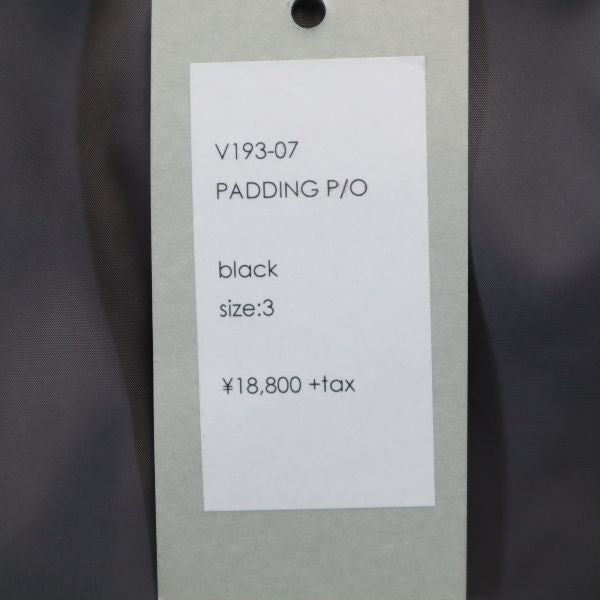 V193-07
PADDING P/O
black
size:3
¥18,800 +tax